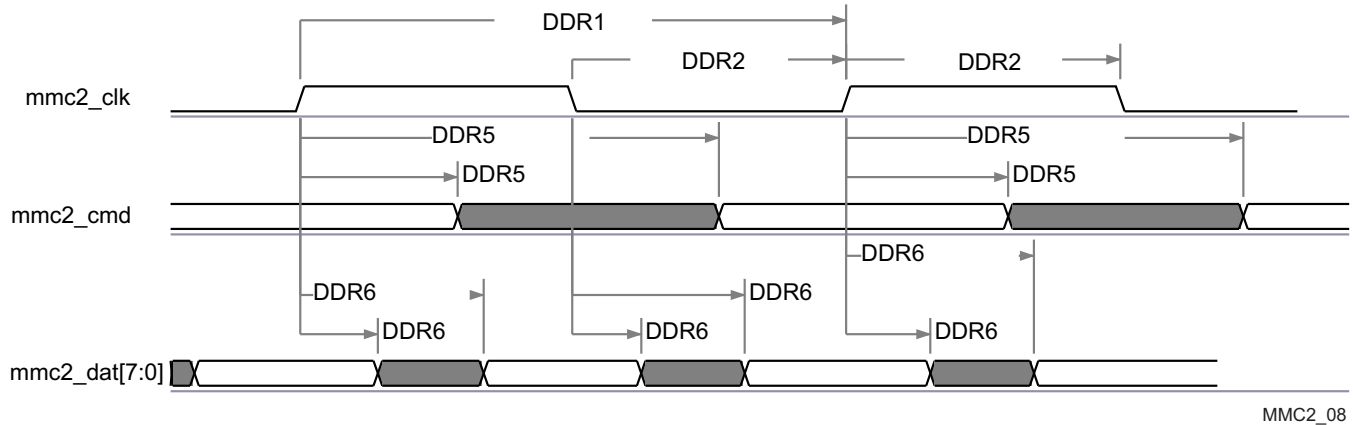 DDR1
DDR2 DDR2
mmc2_clk
DDR5 DDR5
DDR5 DDR5
mmc2_cmd
DDR6
DDR6 DDR6
DDR6 DDR6 DDR6
mmc2_dat[7:0]
MMC2_08